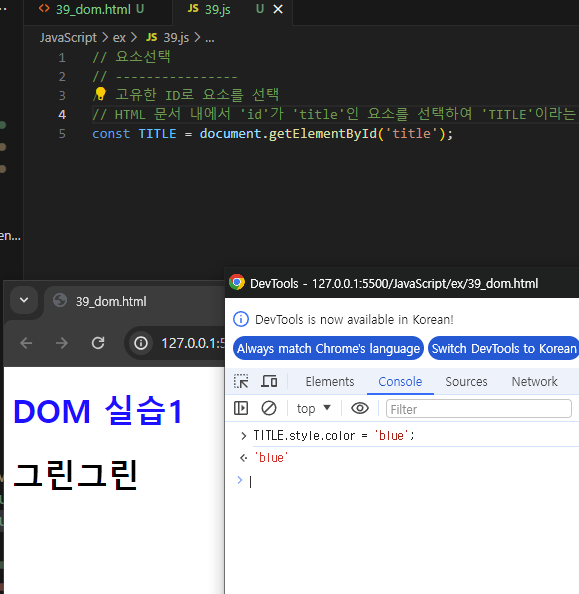 39_dom.html U
JS 39.js U
JavaScript > ex > JS 39.js > ...
1 // 요소선택
2 // ----------------
3 // 고유한 ID로 요소를 선택
4 // HTML 문서 내에서 'id'가 'title'인 요소를 선택하여 'TITLE'이라는
5 const TITLE = document.getElementById('title');
en...
39_dom.html
127.0.0.1:5
DOM 실습1
그린그린
DevTools - 127.0.0.1:5500/JavaScript/ex/39_dom.html
DevTools is now available in Korean!
Always match Chrome's language
Switch DevTools to Korean
Elements Console Sources Network
top Filter
> TITLE.style.color = 'blue';
'blue'
>